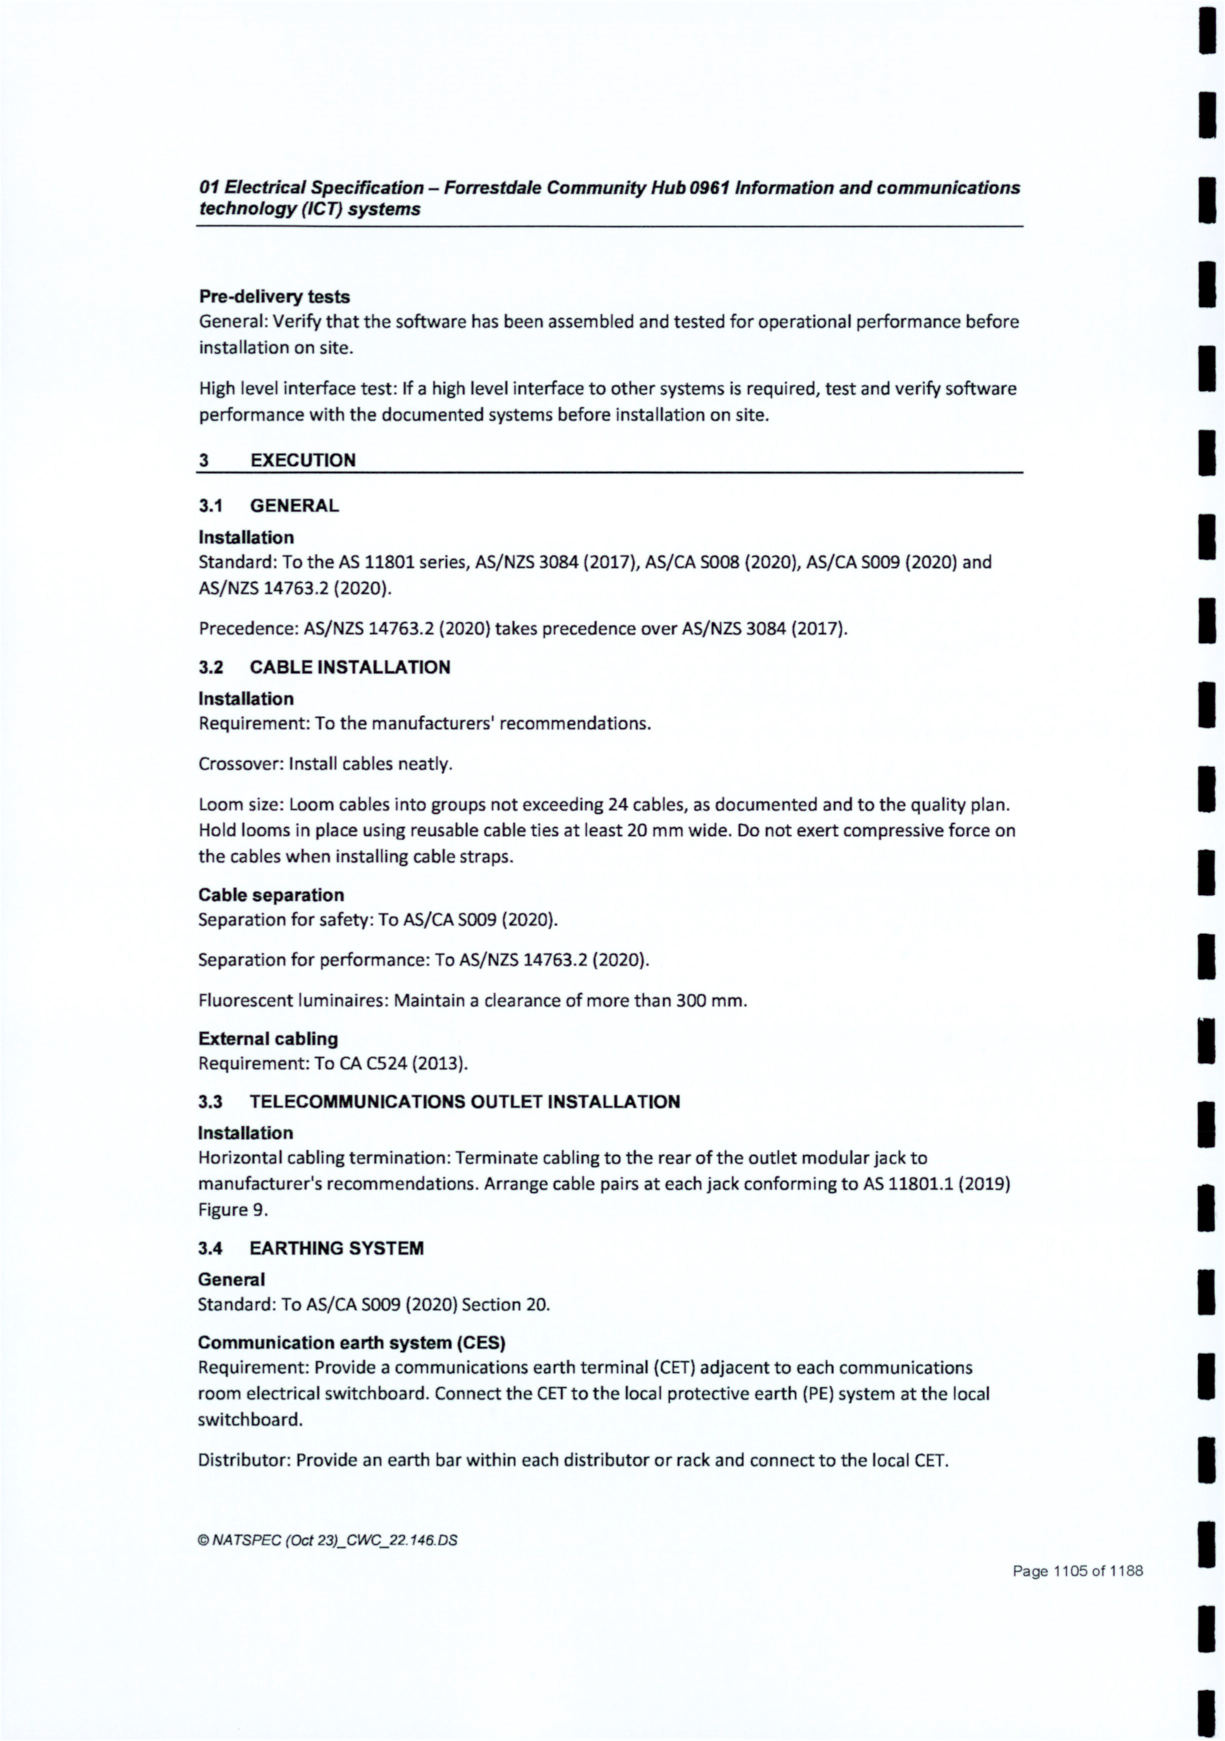 01 Electrical Specification – Forrestdale Community Hub 0961 Information and communications
technology (ICT) systems
Pre-delivery tests
General: Verify that the software has been assembled and tested for operational performance before
installation on site.
High level interface test: If a high level interface to other systems is required, test and verify software
performance with the documented systems before installation on site.
3 EXECUTION
3.1 GENERAL
Installation
Standard: To the AS 11801 series, AS/NZS 3084 (2017), AS/CA S008 (2020), AS/CA S009 (2020) and
AS/NZS 14763.2 (2020).
Precedence: AS/NZS 14763.2 (2020) takes precedence over AS/NZS 3084 (2017).
3.2 CABLE INSTALLATION
Installation
Requirement: To the manufacturers' recommendations.
Crossover: Install cables neatly.
Loom size: Loom cables into groups not exceeding 24 cables, as documented and to the quality plan.
Hold looms in place using reusable cable ties at least 20 mm wide. Do not exert compressive force on
the cables when installing cable straps.
Cable separation
Separation for safety: To AS/CA S009 (2020).
Separation for performance: To AS/NZS 14763.2 (2020).
Fluorescent luminaires: Maintain a clearance of more than 300 mm.
External cabling
Requirement: To CA C524 (2013).
3.3 TELECOMMUNICATIONS OUTLET INSTALLATION
Installation
Horizontal cabling termination: Terminate cabling to the rear of the outlet modular jack to
manufacturer's recommendations. Arrange cable pairs at each jack conforming to AS 11801.1 (2019)
Figure 9.
3.4 EARTHING SYSTEM
General
Standard: To AS/CA S009 (2020) Section 20.
Communication earth system (CES)
Requirement: Provide a communications earth terminal (CET) adjacent to each communications
room electrical switchboard. Connect the CET to the local protective earth (PE) system at the local
switchboard.
Distributor: Provide an earth bar within each distributor or rack and connect to the local CET.
© NATSPEC (Oct 23)_CWC_22.146.DS
Page 1105 of 1188